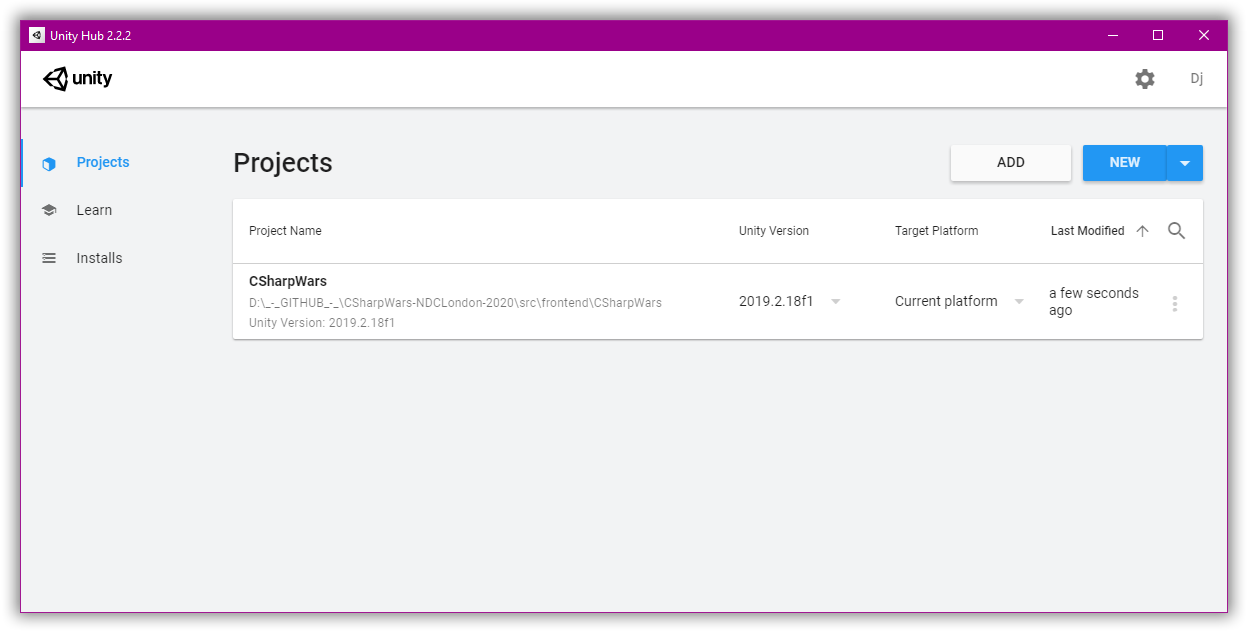 Unity Hub 2.2.2
unity
Dj
Projects
Learn
Installs
Projects
ADD
NEW
Project Name
Unity Version
Target Platform
Last Modified
CSharpWars
D:\_-_GITHUB_-_\CSharpWars-NDCLondon-2020\src\frontend\CSharpWars
Unity Version: 2019.2.18f1
2019.2.18f1
Current platform
a few seconds
ago